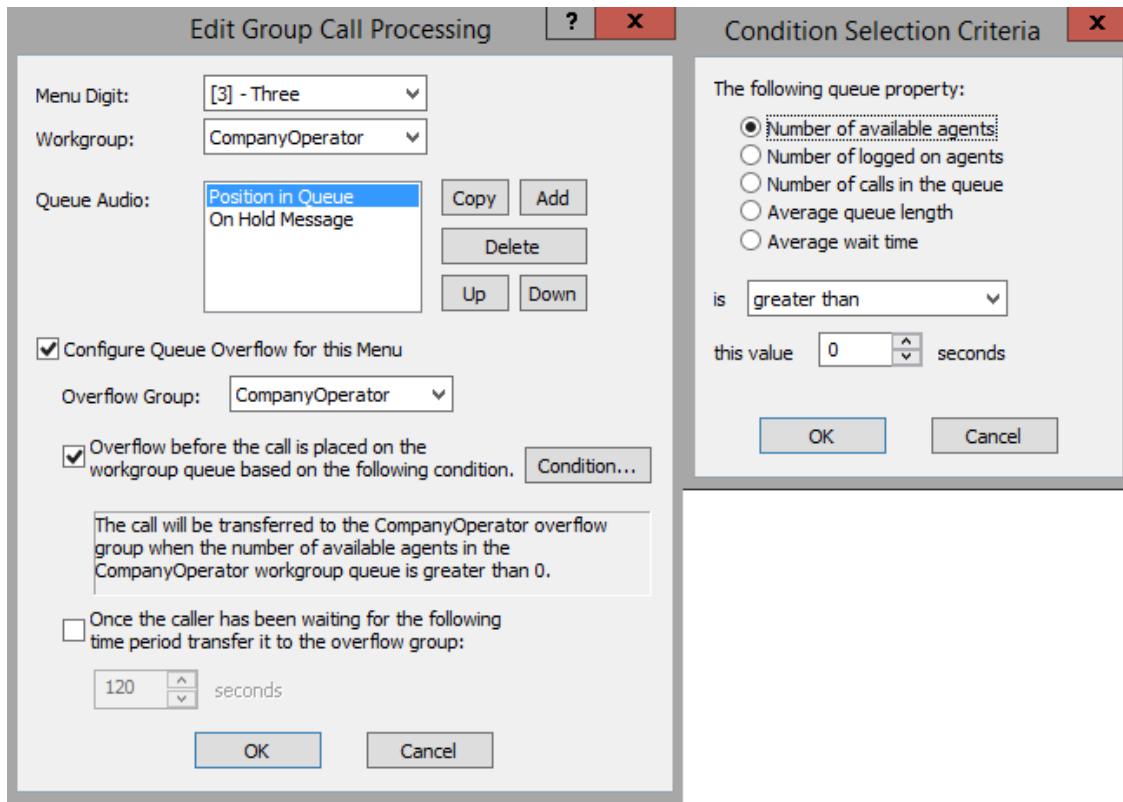 Edit Group Call Processing
? x
Menu Digit: [3] - Three
Workgroup: CompanyOperator
Queue Audio:
Position in Queue
On Hold Message
Copy Add
Delete
Up Down
Configure Queue Overflow for this Menu
Overflow Group: CompanyOperator
Overflow before the call is placed on the
workgroup queue based on the following condition.
Condition...
The call will be transferred to the CompanyOperator overflow
group when the number of available agents in the
CompanyOperator workgroup queue is greater than 0.
Once the caller has been waiting for the following
time period transfer it to the overflow group:
120 seconds
OK Cancel
Condition Selection Criteria
x
The following queue property:
Number of available agents
Number of logged on agents
Number of calls in the queue
Average queue length
Average wait time
is greater than
this value 0 seconds
OK Cancel